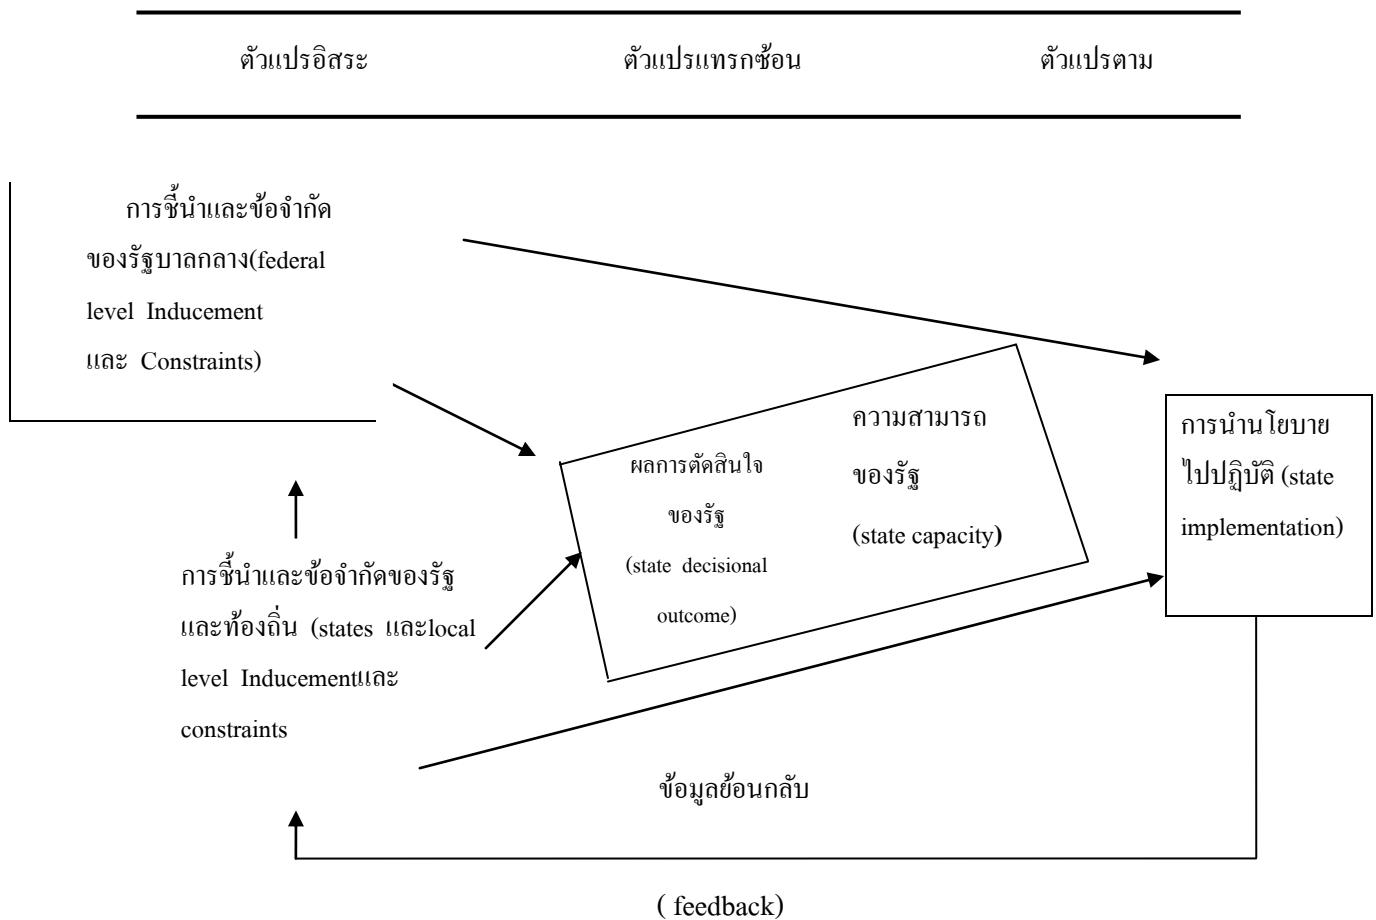 ตัวแปรอิสระ ตัวแปรแทรกซ้อน ตัวแปรตาม
การชี้นำและข้อจำกัด
ของรัฐบาลกลาง(federal
level Inducement
และ Constraints)
การชี้นำและข้อจำกัดของรัฐ
และท้องถิ่น (states และlocal
level Inducementและ
constraints
ผลการตัดสินใจ
ของรัฐ
(state decisional
outcome)
ความสามารถ
ของรัฐ
(state capacity)
การนำนโยบาย
ไปปฏิบัติ (state
implementation)
ข้อมูลย้อนกลับ
( feedback)